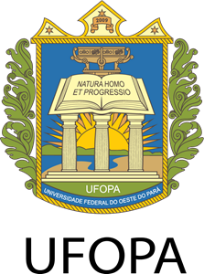 2009
NATURA HOMO
ET PROGRESSIO
UFOPA
UNIVERSIDADE FEDERAL DO OESTE DO PARÁ
UFOPA